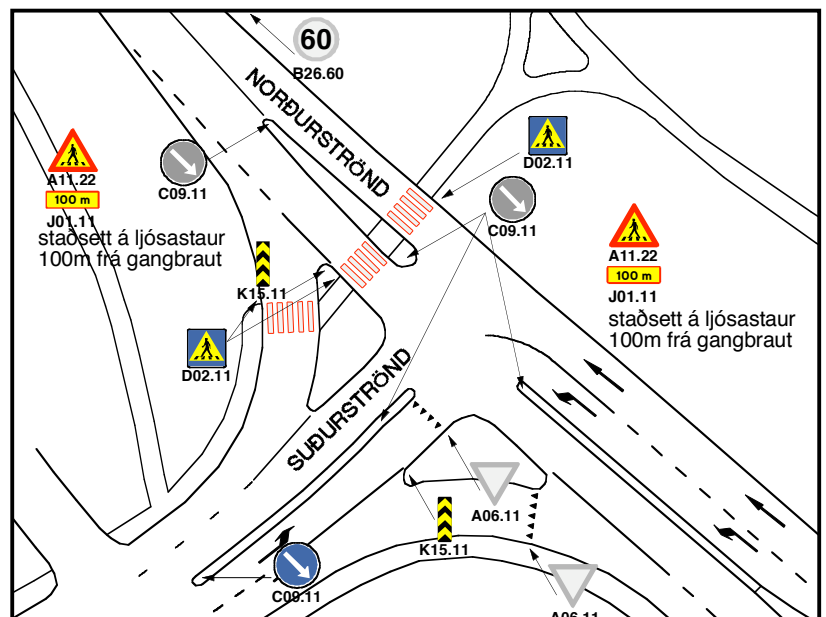 60
B26.60
NORÐURSTRÖND
D02.11
C09.11
A11.22
100 m
J01.11
staðsett á ljósastaur
100m frá gangbraut
C09.11
A11.22
100 m
J01.11
staðsett á ljósastaur
100m frá gangbraut
K15.11
D02.11
SUÐURSTRÖND
A06.11
K15.11
C09.11
A06.11